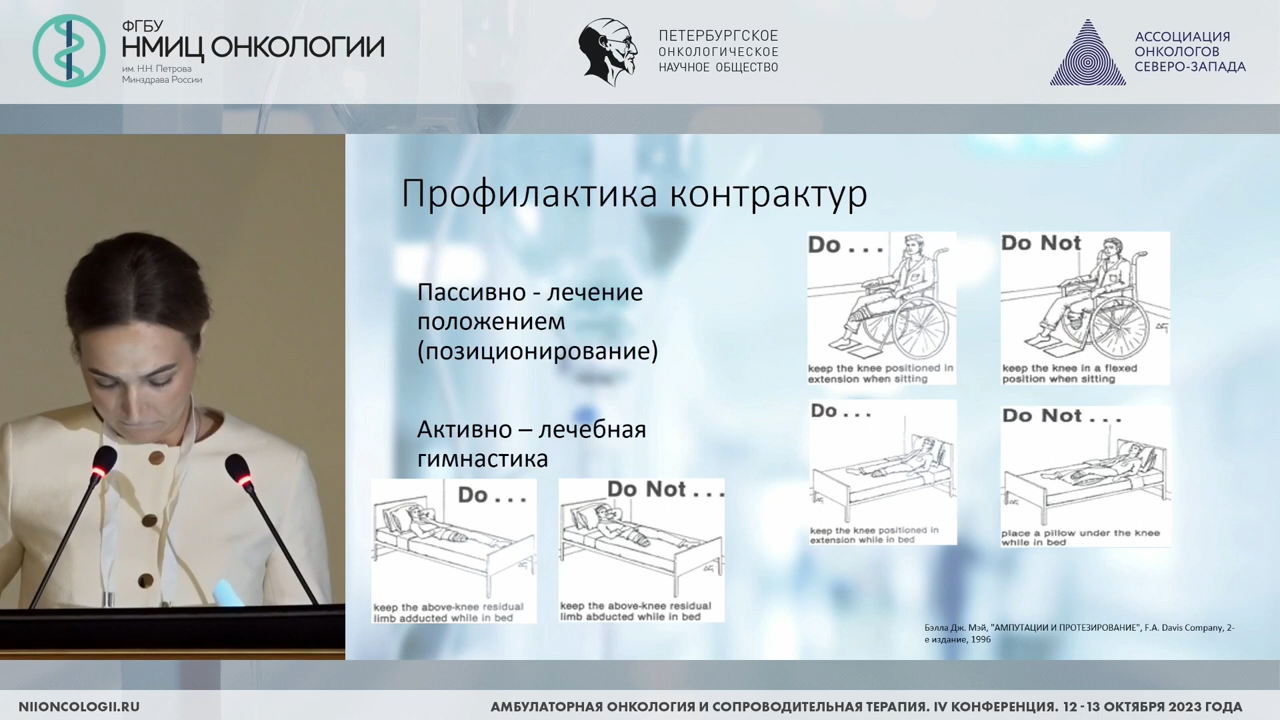 ФГБУ
НМИЦ ОНКОЛОГИИ
им. Н.Н. Петрова
Минздрава России
ПЕТЕРБУРГСКОЕ
ОНКОЛОГИЧЕСКОЕ
НАУЧНОЕ ОБЩЕСТВО
АССОЦИАЦИЯ
ОНКОЛОГОВ
СЕВЕРО-ЗАПАДА
Профилактика контрактур
Пассивно - лечение
положением
(позиционирование)
Активно – лечебная
гимнастика
Do . . .
keep the knee positioned in
extension when sitting
Do Not
keep the knee in a flexed
position when sitting
Do . . .
keep the knee positioned in
extension while in bed
Do Not . . .
place a pillow under the knee
while in bed
Do . . .
keep the above-knee residual
limb adducted while in bed
Do Not . . .
keep the above-knee residual
limb abducted while in bed
Бэлла Дж. Мэй, "АМПУТАЦИИ И ПРОТЕЗИРОВАНИЕ", F.A. Davis Company, 2-
е издание, 1996
NIIONCOLOGII.RU
АМБУЛАТОРНАЯ ОНКОЛОГИЯ И СОПРОВОДИТЕЛЬНАЯ ТЕРАПИЯ. IV КОНФЕРЕНЦИЯ. 12 - 13 ОКТЯБРЯ 2023 ГОДА